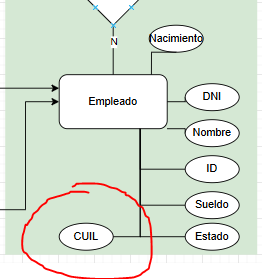 N
Nacimiento
Empleado
DNI
Nombre
ID
Sueldo
CUIL
Estado